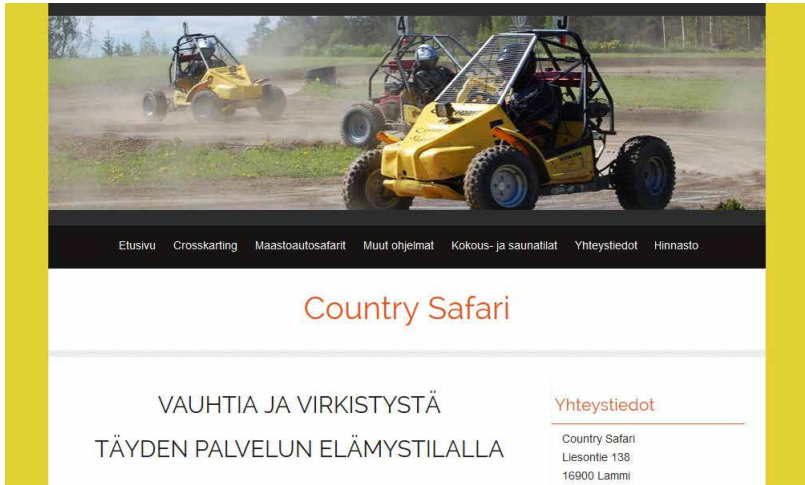 Etusivu Crosskarting Maastoautosafarit Muut ohjelmat Kokous- ja saunatilat Yhteystiedot Hinnasto
Country Safari
VAUHTIA JA VIRKISTYSTÄ
TÄYDEN PALVELUN ELÄMYSTILALLA
Yhteystiedot
Country Safari
Liesontie 138
16900 Lammi